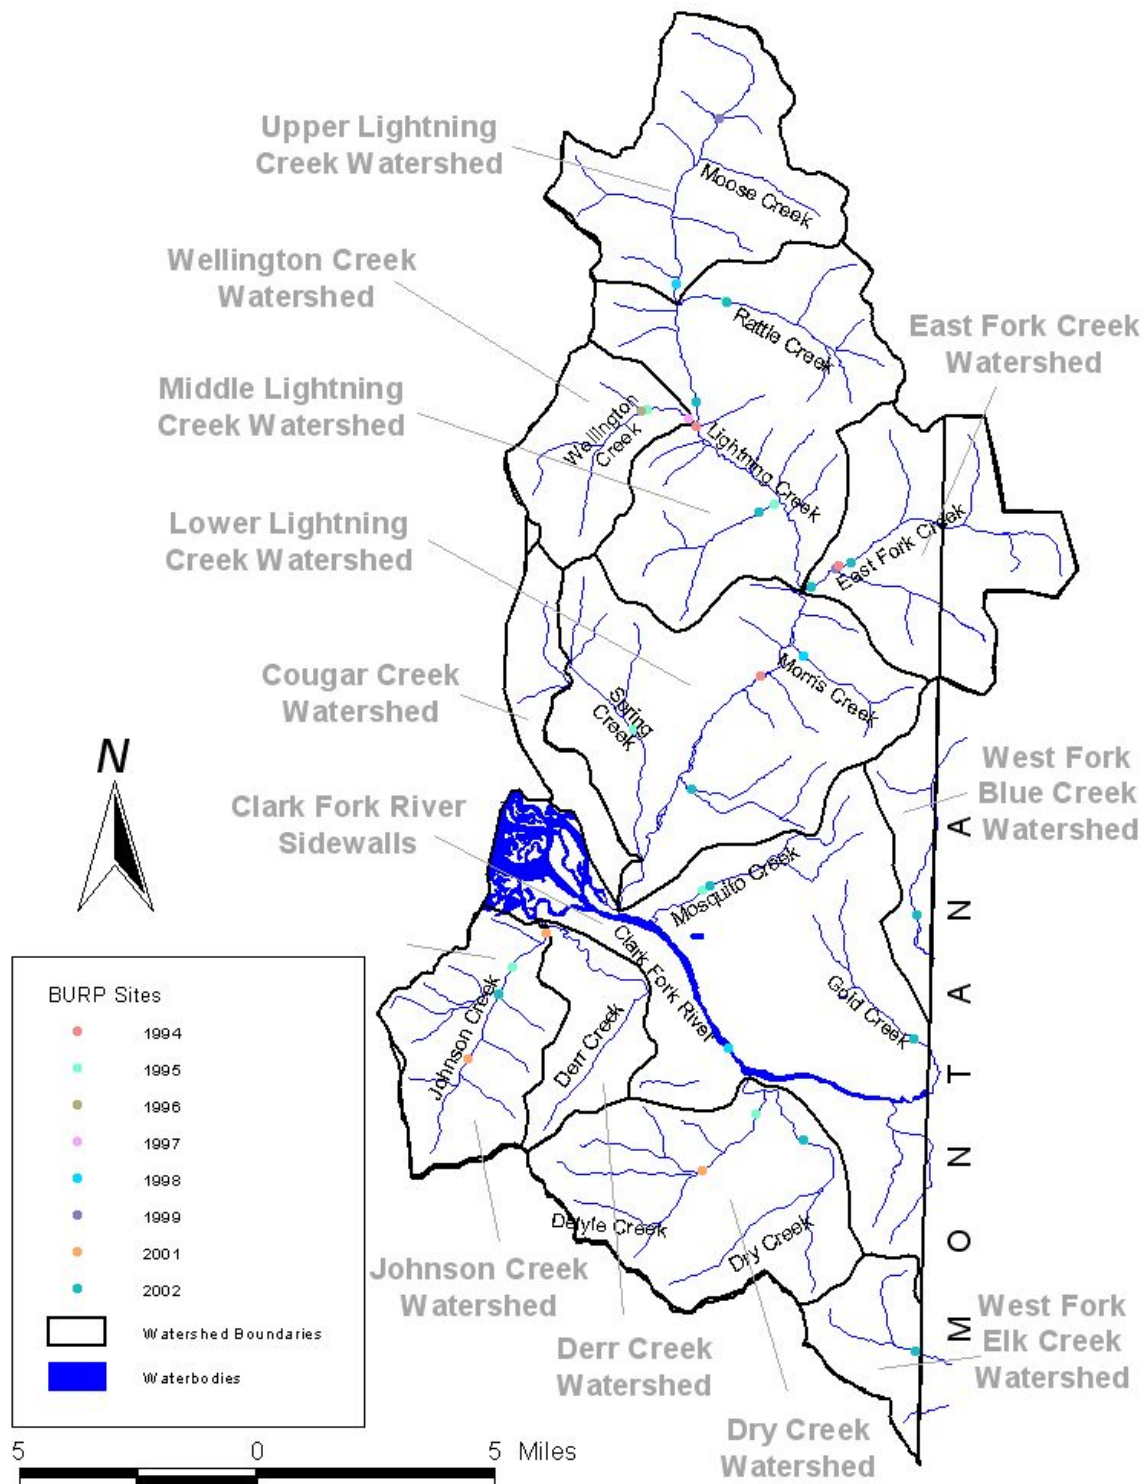 Upper Lightning
Creek Watershed
Moose Creek
Wellington Creek
Watershed
Rattle Creek
East Fork Creek
Watershed
Middle Lightning
Creek Watershed
Wellington
Creek
Lightning Creek
Lower Lightning
Creek Watershed
East Fork Creek
Cougar Creek
Watershed
Morris Creek
Spring
Creek
N
West Fork
Blue Creek
Watershed
Clark Fork River
Sidewalls
Mosquito Creek
Clark Fork River
Gold Creek
Johnson Creek
Derr Creek
MONTANA
BURP Sites
1994
1995
1996
1997
1998
1999
2001
2002
Watershed Boundaries
Waterbodies
Delyle Creek
Dry Creek
Johnson Creek
Watershed
Derr Creek
Watershed
West Fork
Elk Creek
Watershed
Dry Creek
Watershed
5 0 5 Miles